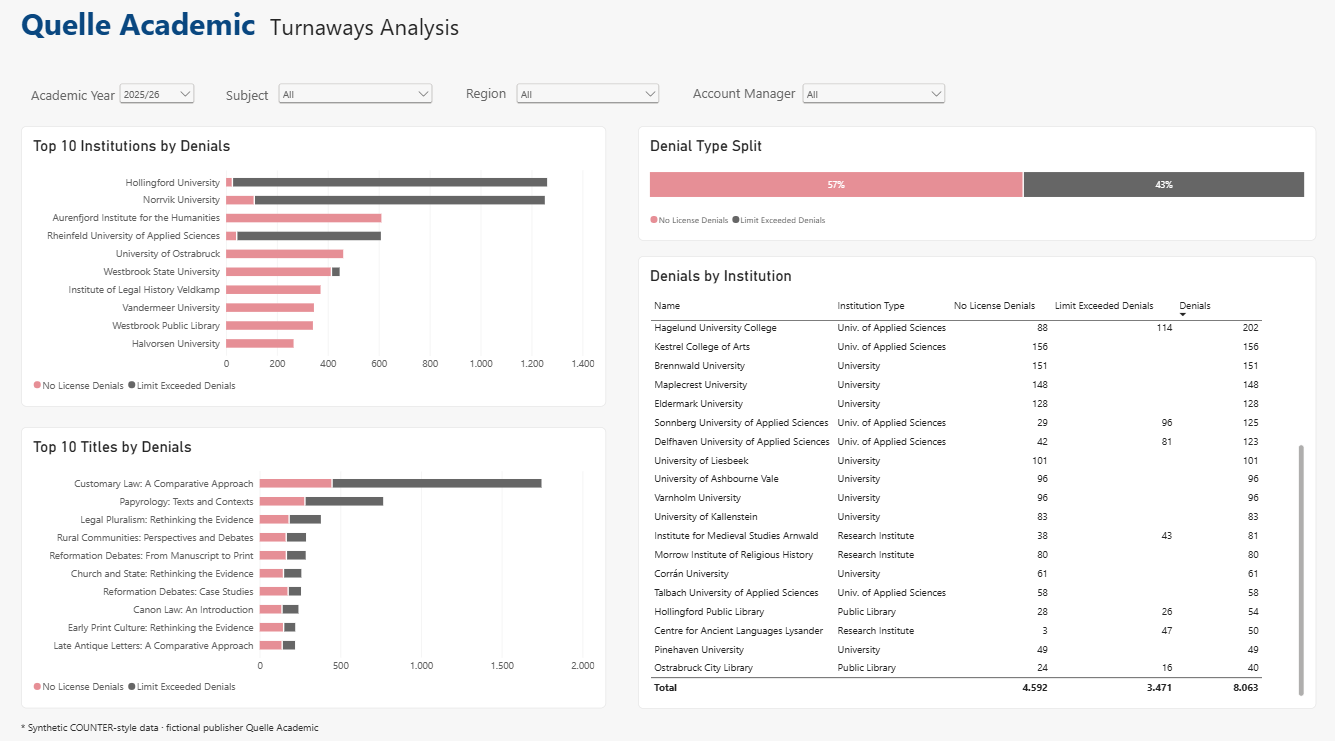 Quelle Academic Turnaways Analysis
Academic Year 2025/26 Subject All Region All Account Manager All
Top 10 Institutions by Denials
Hollingford University
Norrvik University
Aurenfjord Institute for the Humanities
Rheinfeld University of Applied Sciences
University of Ostrabruck
Westbrook State University
Institute of Legal History Veldkamp
Vandermeer University
Westbrook Public Library
Halvorsen University
0 200 400 600 800 1.000 1.200 1.400
No License Denials Limit Exceeded Denials
Top 10 Titles by Denials
Customary Law: A Comparative Approach
Papyrology: Texts and Contexts
Legal Pluralism: Rethinking the Evidence
Rural Communities: Perspectives and Debates
Reformation Debates: From Manuscript to Print
Church and State: Rethinking the Evidence
Reformation Debates: Case Studies
Canon Law: An Introduction
Early Print Culture: Rethinking the Evidence
Late Antique Letters: A Comparative Approach
0 500 1.000 1.500 2.000
No License Denials Limit Exceeded Denials
Denial Type Split
57% 43%
No License Denials Limit Exceeded Denials
Denials by Institution
Name Institution Type No License Denials Limit Exceeded Denials Denials
Hagelund University College Univ. of Applied Sciences 88 114 202
Kestrel College of Arts Univ. of Applied Sciences 156 156
Brennwald University University 151 151
Maplecrest University University 148 148
Eldermark University University 128 128
Sonnberg University of Applied Sciences Univ. of Applied Sciences 29 96 125
Delfhaven University of Applied Sciences Univ. of Applied Sciences 42 81 123
University of Liesbeek University 101 101
University of Ashbourne Vale University 96 96
Varnholm University University 96 96
University of Kallenstein University 83 83
Institute for Medieval Studies Arnwald Research Institute 38 43 81
Morrow Institute of Religious History Research Institute 80 80
Corrán University University 61 61
Talbach University of Applied Sciences Univ. of Applied Sciences 58 58
Hollingford Public Library Public Library 28 26 54
Centre for Ancient Languages Lysander Research Institute 3 47 50
Pinehaven University University 49 49
Ostrabruck City Library Public Library 24 16 40
Total 4.592 3.471 8.063
* Synthetic COUNTER-style data · fictional publisher Quelle Academic